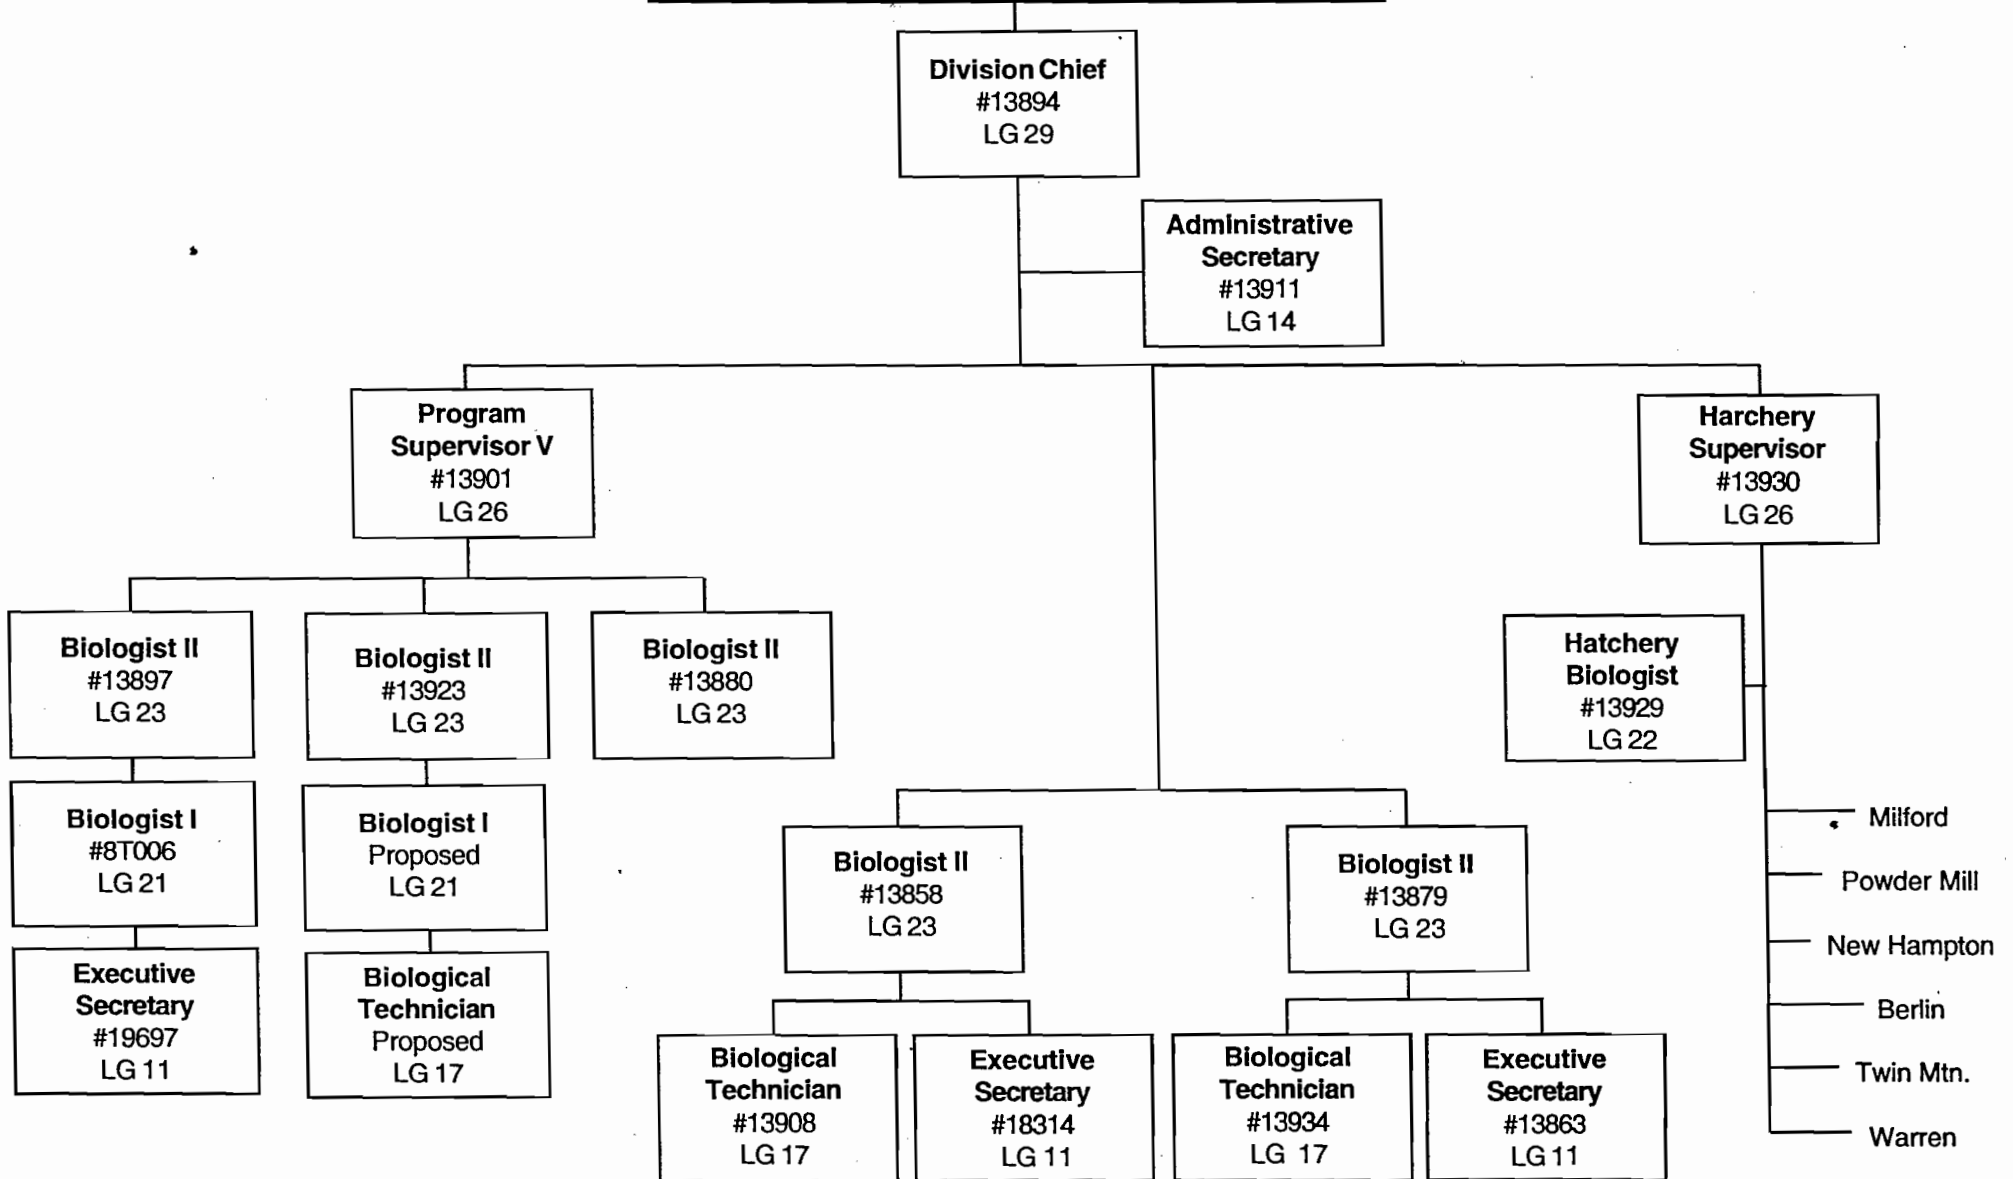 Division Chief
#13894
LG 29
Administrative
Secretary
#13911
LG 14
Program
Supervisor V
#13901
LG 26
Harchery
Supervisor
#13930
LG 26
Biologist II
#13897
LG 23
Biologist II
#13923
LG 23
Biologist II
#13880
LG 23
Hatchery
Biologist
#13929
LG 22
Biologist I
#8T006
LG 21
Biologist I
Proposed
LG 21
Biologist II
#13858
LG 23
Biologist II
#13879
LG 23
Executive
Secretary
#19697
LG 11
Biological
Technician
Proposed
LG 17
Biological
Technician
#13908
LG 17
Executive
Secretary
#18314
LG 11
Biological
Technician
#13934
LG 17
Executive
Secretary
#13863
LG 11
Milford
Powder Mill
New Hampton
Berlin
Twin Mtn.
Warren